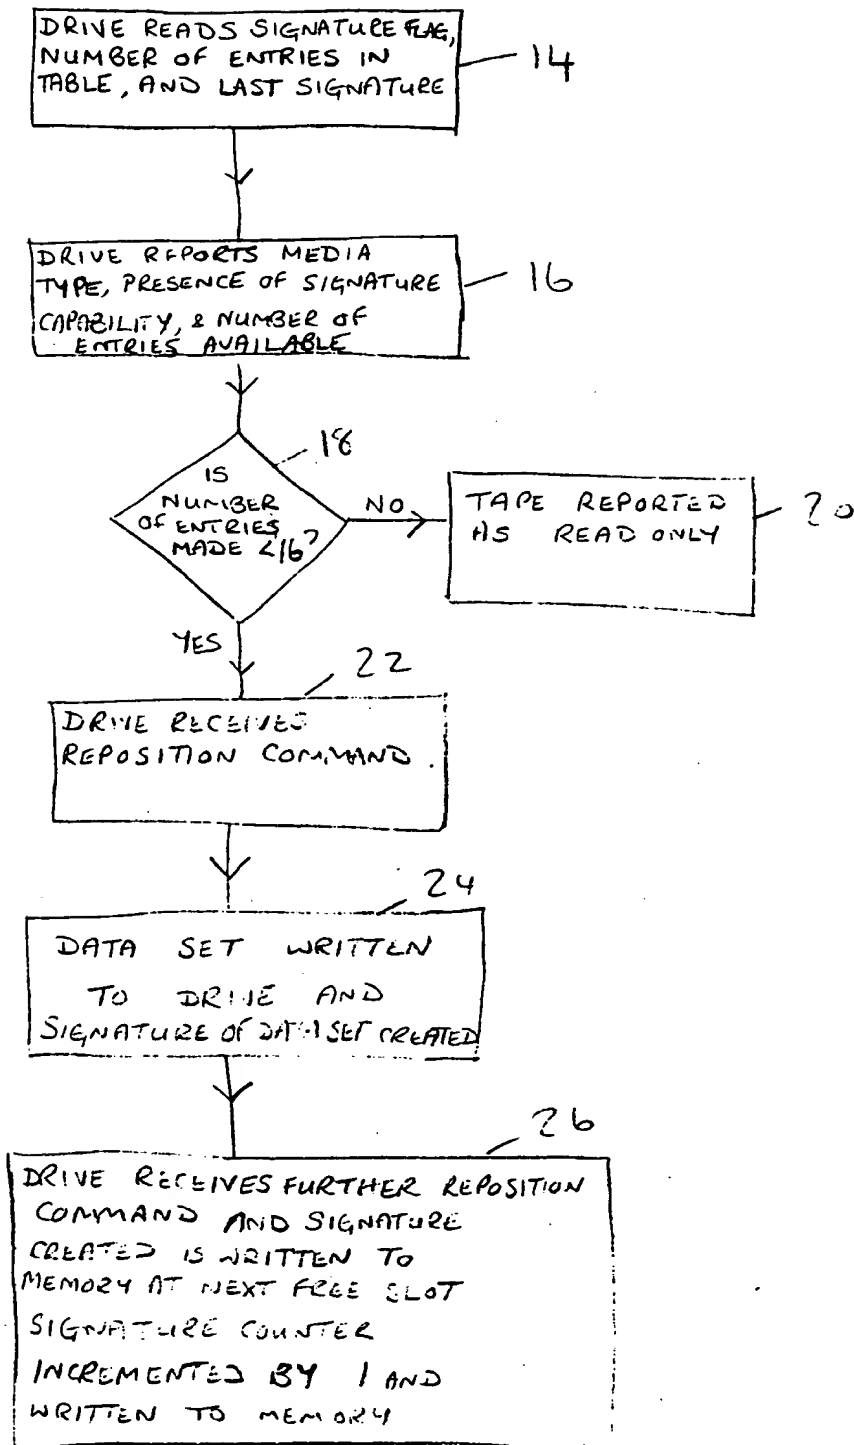 DRIVE READS SIGNATURE FLAG,
NUMBER OF ENTRIES IN
TABLE, AND LAST SIGNATURE
14
DRIVE REPORTS MEDIA
TYPE, PRESENCE OF SIGNATURE
CAPABILITY, & NUMBER OF
ENTRIES AVAILABLE
16
18
IS
NUMBER
OF ENTRIES
MADE <16?
NO
TAPE REPORTED
AS READ ONLY
20
YES
22
DRIVE RECEIVES
REPOSITION COMMAND.
24
DATA SET WRITTEN
TO DRIVE AND
SIGNATURE OF DATA SET CREATED
26
DRIVE RECEIVES FURTHER REPOSITION
COMMAND AND SIGNATURE
CREATED IS WRITTEN TO
MEMORY AT NEXT FREE SLOT
SIGNATURE COUNTER
INCREMENTED BY 1 AND
WRITTEN TO MEMORY